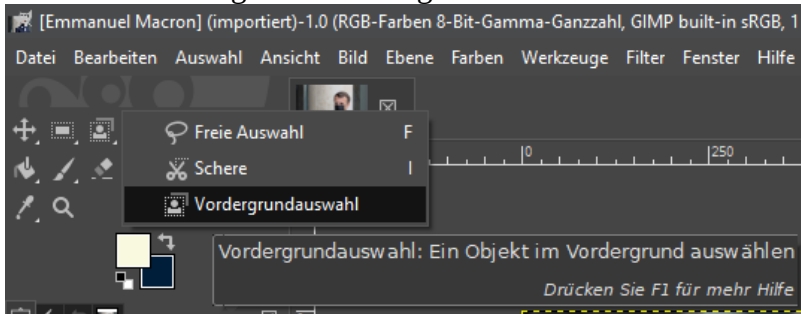 [Emmanuel Macron] (importiert)-1.0 (RGB-Farben 8-Bit-Gamma-Ganzzahl, GIMP built-in sRGB, 1
Datei Bearbeiten Auswahl Ansicht Bild Ebene Farben Werkzeuge Filter Fenster Hilfe
Freie Auswahl F
0 250
Schere I
Vordergrundauswahl
Vordergrundauswahl: Ein Objekt im Vordergrund auswählen
Drücken Sie F1 für mehr Hilfe